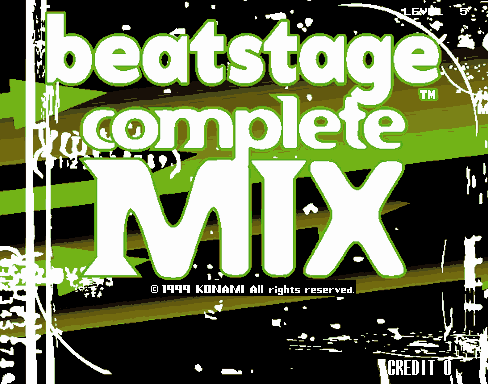 LEVEL 5
beatstage
TM
complete
MIX
© 1999 KONAMI All rights reserved.
CREDIT 0